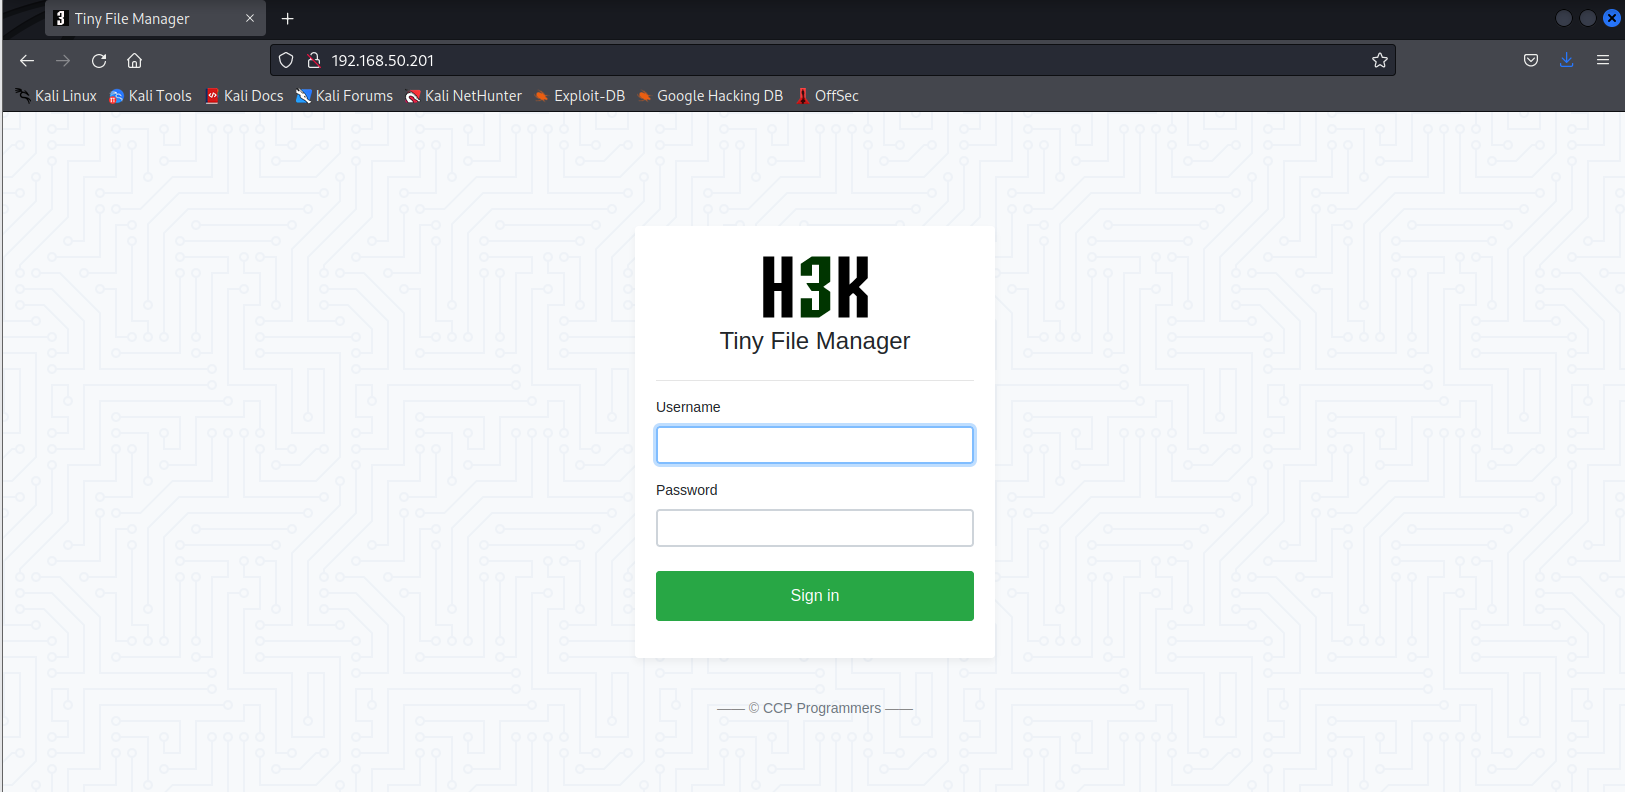 Tiny File Manager
192.168.50.201
Kali Linux Kali Tools Kali Docs Kali Forums Kali NetHunter Exploit-DB Google Hacking DB OffSec
H3K
Tiny File Manager
Username
Password
Sign in
© CCP Programmers